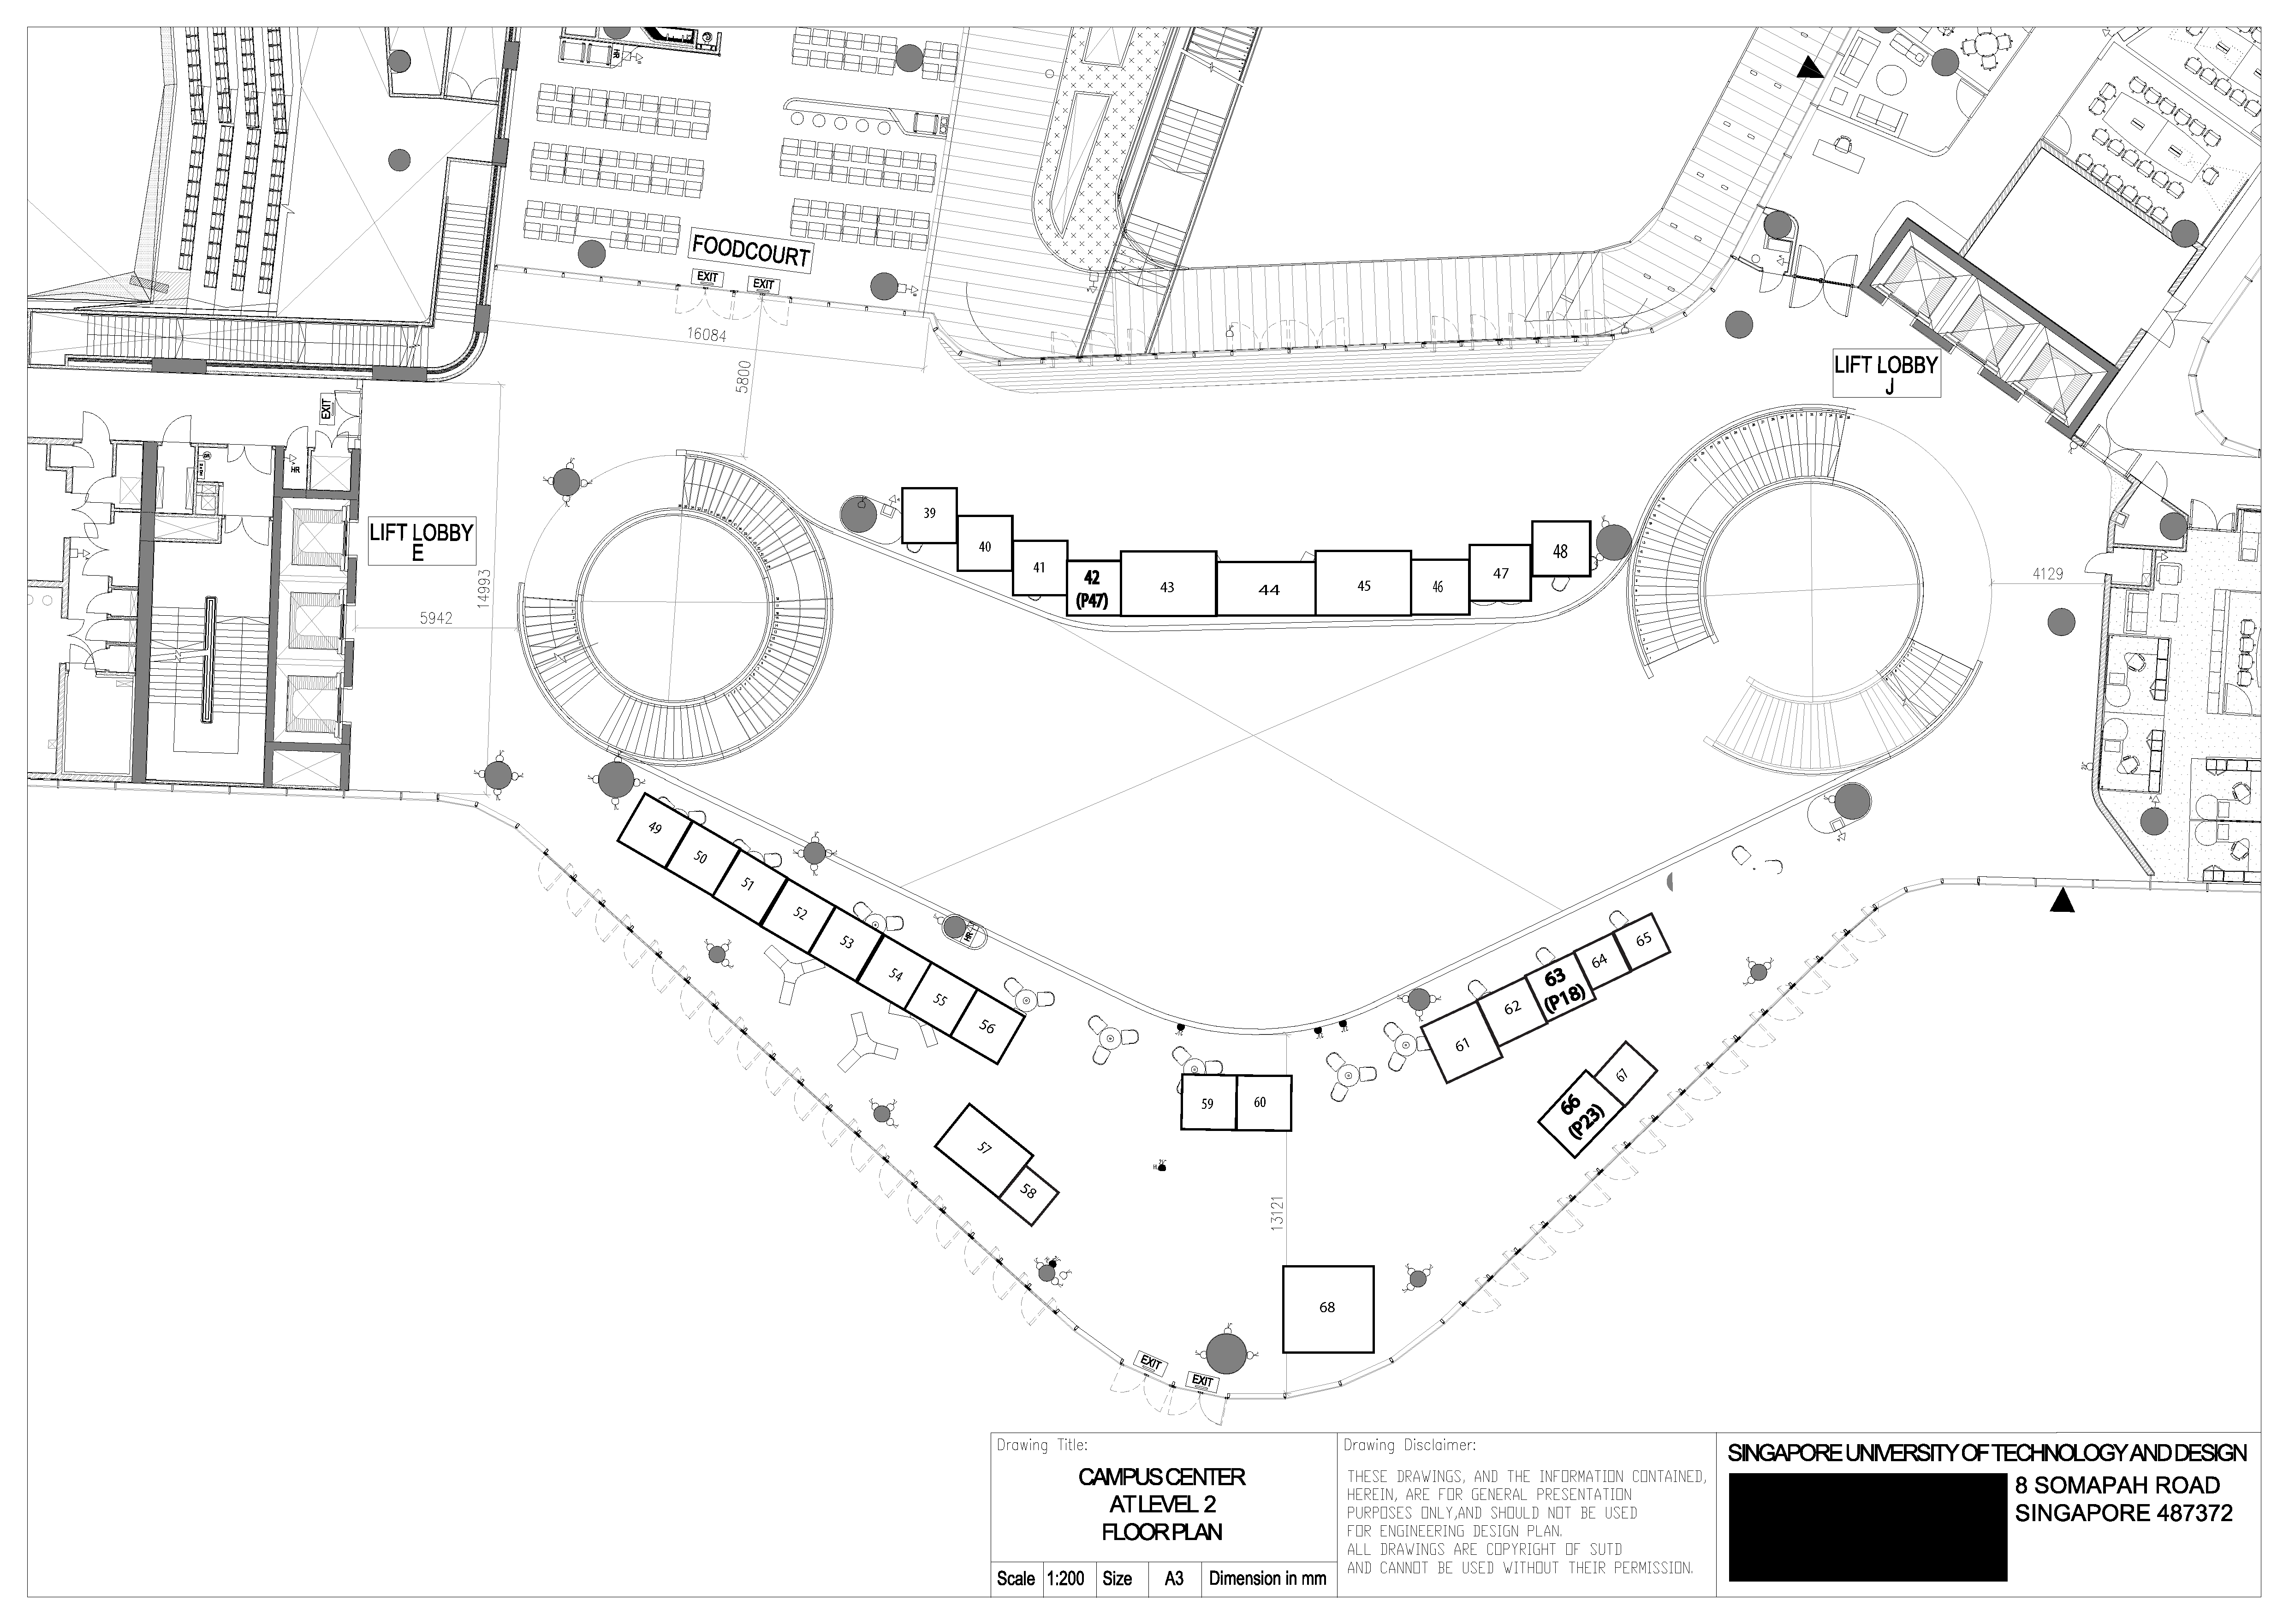 FOODCOURT
EXIT
EXIT
HR
16084
5800
LIFT LOBBY
J
EXIT
HR
LIFT LOBBY
E
14993
5942
4129
39
40
41
42
(P47)
43
44
45
46
47
48
49
50
51
52
53
54
55
56
HR
57
58
59
60
61
62
63
(P18)
64
65
66
(P23)
67
13121
68
EXIT
EXIT
Drawing Title:
CAMPUS CENTER
AT LEVEL 2
FLOOR PLAN
Scale 1:200 Size A3 Dimension in mm
Drawing Disclaimer:
THESE DRAWINGS, AND THE INFORMATION CONTAINED,
HEREIN, ARE FOR GENERAL PRESENTATION
PURPOSES ONLY,AND SHOULD NOT BE USED
FOR ENGINEERING DESIGN PLAN.
ALL DRAWINGS ARE COPYRIGHT OF SUTD
AND CANNOT BE USED WITHOUT THEIR PERMISSION.
SINGAPORE UNIVERSITY OF TECHNOLOGY AND DESIGN
8 SOMAPAH ROAD
SINGAPORE 487372